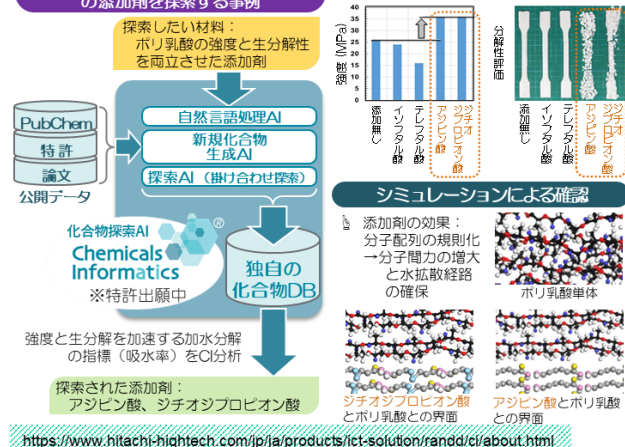 の添加剤を探索する事例
探索したい材料：
ポリ乳酸の強度と生分解性
を両立させた添加剤
PubChem
特許
論文
公開データ
自然言語処理AI
新規化合物
生成AI
探索AI（掛け合わせ探索）
化合物探索AI
Chemicals
Informatics
®
※特許出願中
独自の
化合物DB
強度と生分解を加速する加水分解
の指標（吸水率）をCI分析
探索された添加剤：
アジピン酸、ジチオジプロピオン酸
強度 (MPa)
40
35
30
25
20
15
10
5
0
添加無し
イソフタル酸
テレフタル酸
アジピン酸
ジチオ
ジプロピオン酸
分解性評価
添加無し
イソフタル酸
テレフタル酸
アジピン酸
ジチオ
ジプロピオン酸
シミュレーションによる確認
添加剤の効果：
分子配列の規則化
→分子間力の増大
と水拡散経路
の確保
ポリ乳酸単体
ジチオジプロピオン酸
とポリ乳酸との界面
アジピン酸とポリ乳酸
との界面
https://www.hitachi-hightech.com/jp/ja/products/ict-solution/randd/ci/about.html